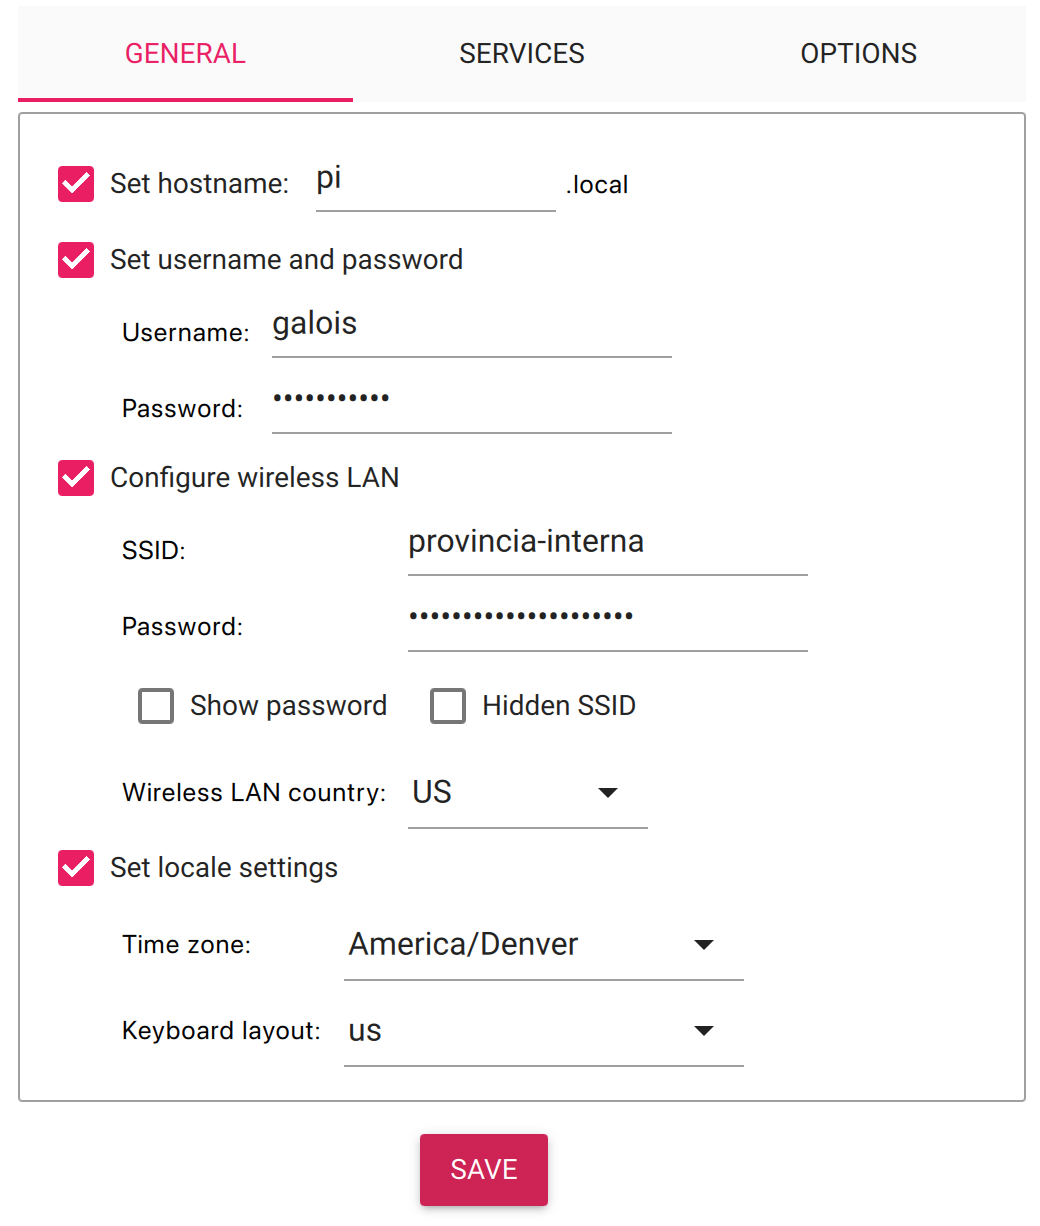 GENERAL SERVICES OPTIONS
Set hostname: pi .local
Set username and password
Username: galois
Password: •••••••••••
Configure wireless LAN
SSID: provincia-interna
Password: •••••••••••••••••••••
Show password Hidden SSID
Wireless LAN country: US
Set locale settings
Time zone: America/Denver
Keyboard layout: us
SAVE